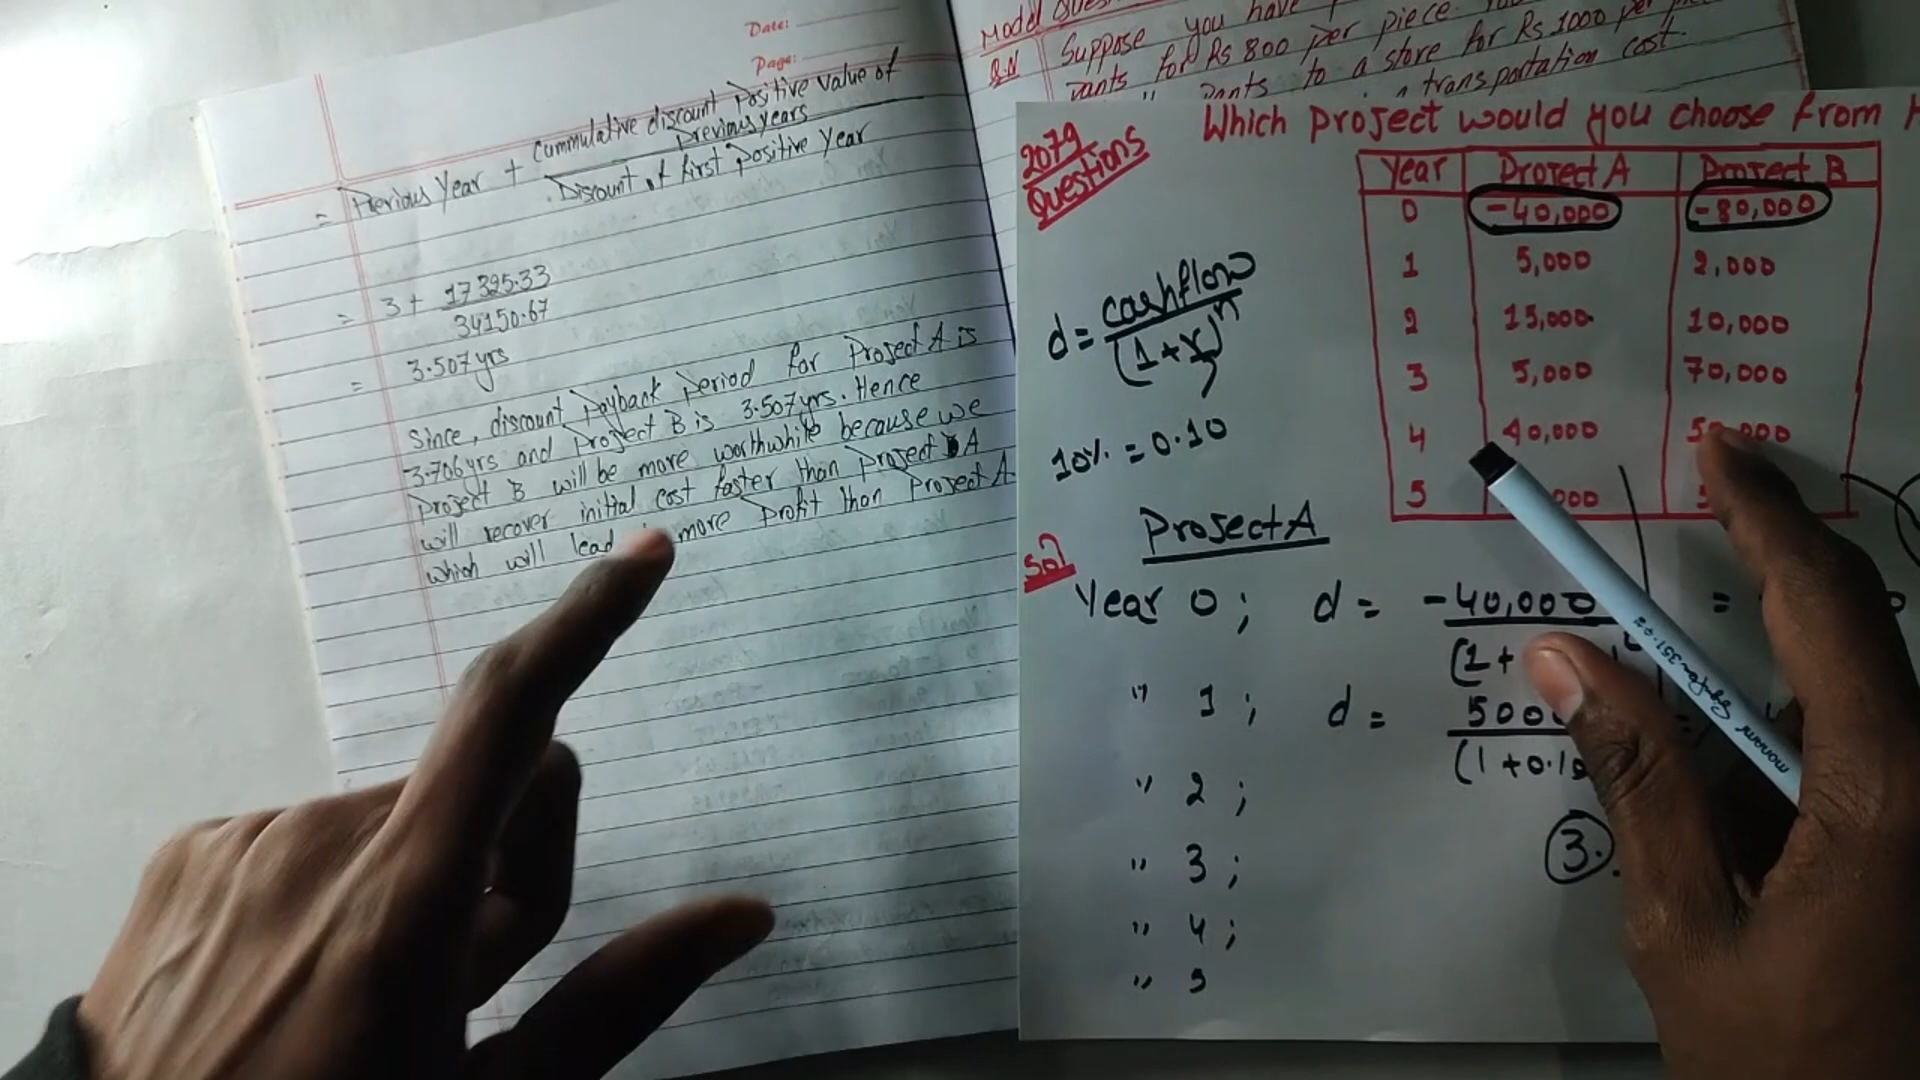 Date:
Page:
= Previous Year + Cummulative discount Positive value of
Previous years
Discount of first positive Year
= 3 + 17325.33
34150.67
= 3.507 yrs
Since, discount Payback Period for Project A is
3.706 yrs and Project B is 3.507 yrs. Hence
Project B will be more worthwhile because we
will recover initial cost faster than Project A
which will lead more Profit than Project A.
Model
Q.N Suppose you have
pants for Rs 800 per piece.
pants to a store for Rs 1000 per
transportation cost.
2079
Questions
Which Project would you choose from
Year Project A Project B
0 -40,000 -80,000
1 5,000 2,000
2 15,000 10,000
3 5,000 70,000
4 40,000
5
d = cashflow
(1+r)^n
10% = 0.10
Project A
Sol
Year 0 ; d = -40,000 =
(1+
" 1 ; d = 5000 =
(1+0.10
" 2 ;
" 3 ;
" 4 ;
" 5
3.
monami